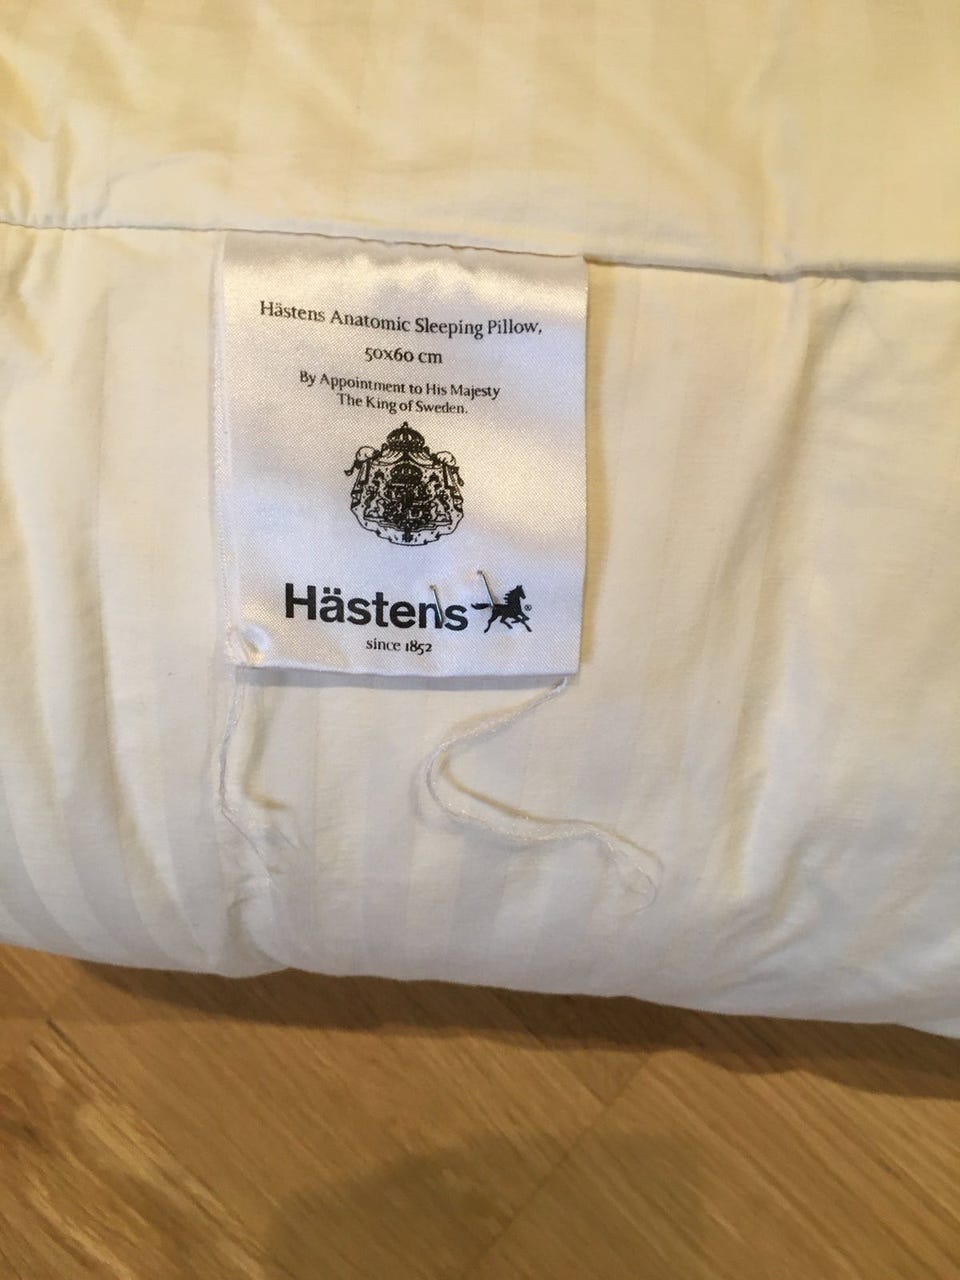 Hästens Anatomic Sleeping Pillow,
50x60 cm
By Appointment to His Majesty
The King of Sweden.
Hästens ®
since 1852